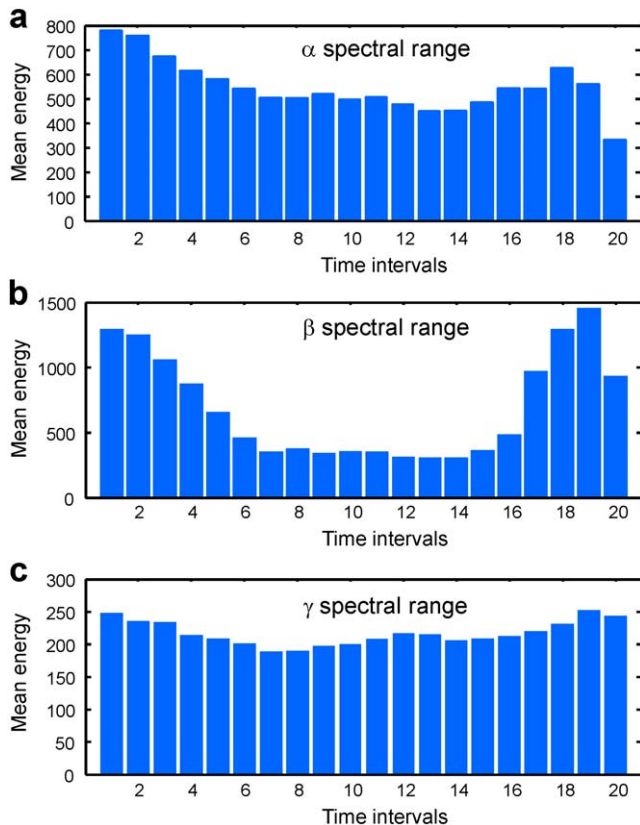 a
α spectral range
Mean energy
800
700
600
500
400
300
200
100
0
2 4 6 8 10 12 14 16 18 20
Time intervals
b
β spectral range
Mean energy
1500
1000
500
0
2 4 6 8 10 12 14 16 18 20
Time intervals
c
γ spectral range
Mean energy
300
250
200
150
100
50
0
2 4 6 8 10 12 14 16 18 20
Time intervals